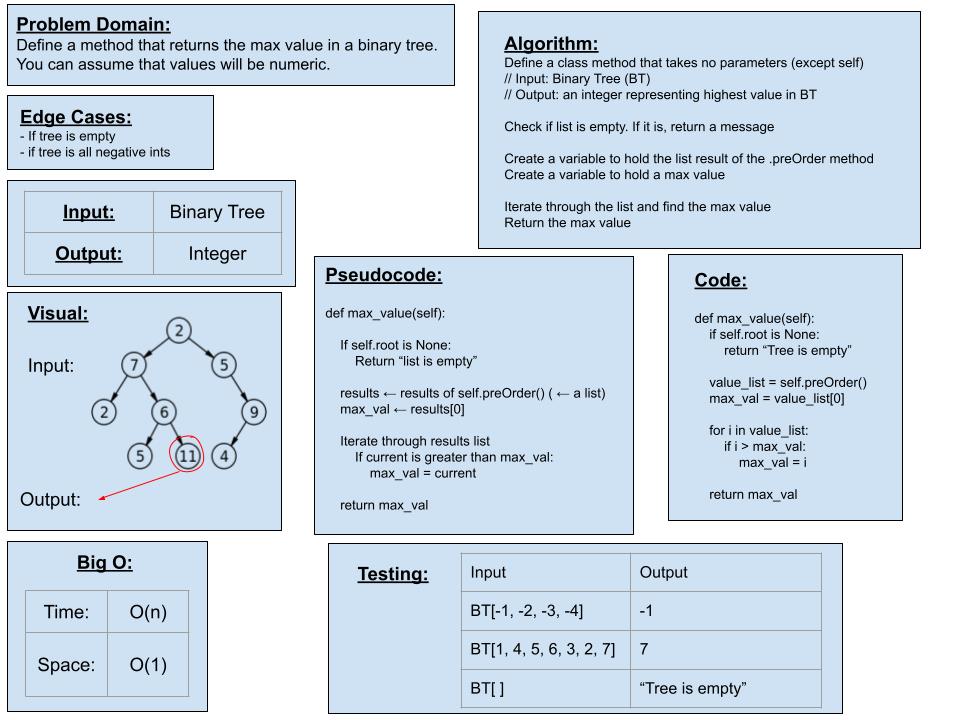 Problem Domain:
Define a method that returns the max value in a binary tree.
You can assume that values will be numeric.
Edge Cases:
- If tree is empty
- if tree is all negative ints
Input: Binary Tree
Output: Integer
Visual:
Input:
2
7 5
2 6 9
5 11 4
Output:
Big O:
Time: O(n)
Space: O(1)
Algorithm:
Define a class method that takes no parameters (except self)
// Input: Binary Tree (BT)
// Output: an integer representing highest value in BT
Check if list is empty. If it is, return a message
Create a variable to hold the list result of the .preOrder method
Create a variable to hold a max value
Iterate through the list and find the max value
Return the max value
Pseudocode:
def max_value(self):
If self.root is None:
Return “list is empty”
results ← results of self.preOrder() ( ← a list)
max_val ← results[0]
Iterate through results list
If current is greater than max_val:
max_val = current
return max_val
Code:
def max_value(self):
if self.root is None:
return “Tree is empty”
value_list = self.preOrder()
max_val = value_list[0]
for i in value_list:
if i > max_val:
max_val = i
return max_val
Testing:
Input Output
BT[-1, -2, -3, -4] -1
BT[1, 4, 5, 6, 3, 2, 7] 7
BT[ ] “Tree is empty”